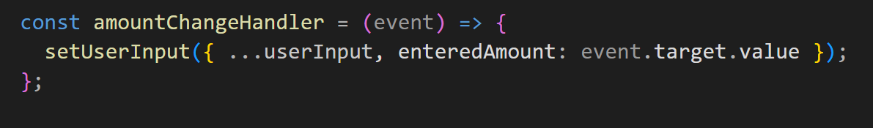 const amountChangeHandler = (event) => {
  setUserInput({ ...userInput, enteredAmount: event.target.value });
};